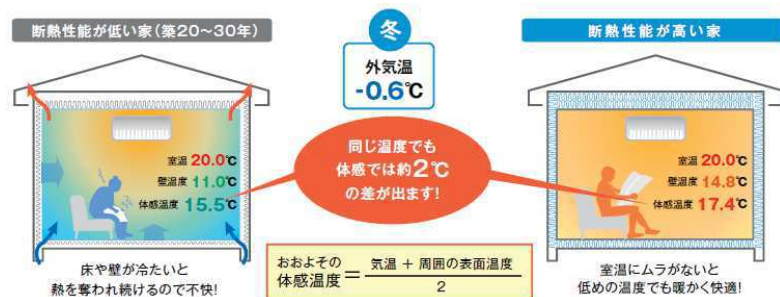 断熱性能が低い家（築20～30年）
冬
外気温
-0.6℃
断熱性能が高い家
同じ温度でも
体感では約2℃
の差が出ます!
室温 20.0℃
壁温度 11.0℃
体感温度 15.5℃
室温 20.0℃
壁温度 14.8℃
体感温度 17.4℃
床や壁が冷たいと
熱を奪われ続けるので不快!
おおよその
体感温度 = 気温 + 周囲の表面温度
2
室温にムラがないと
低めの温度でも暖かく快適!